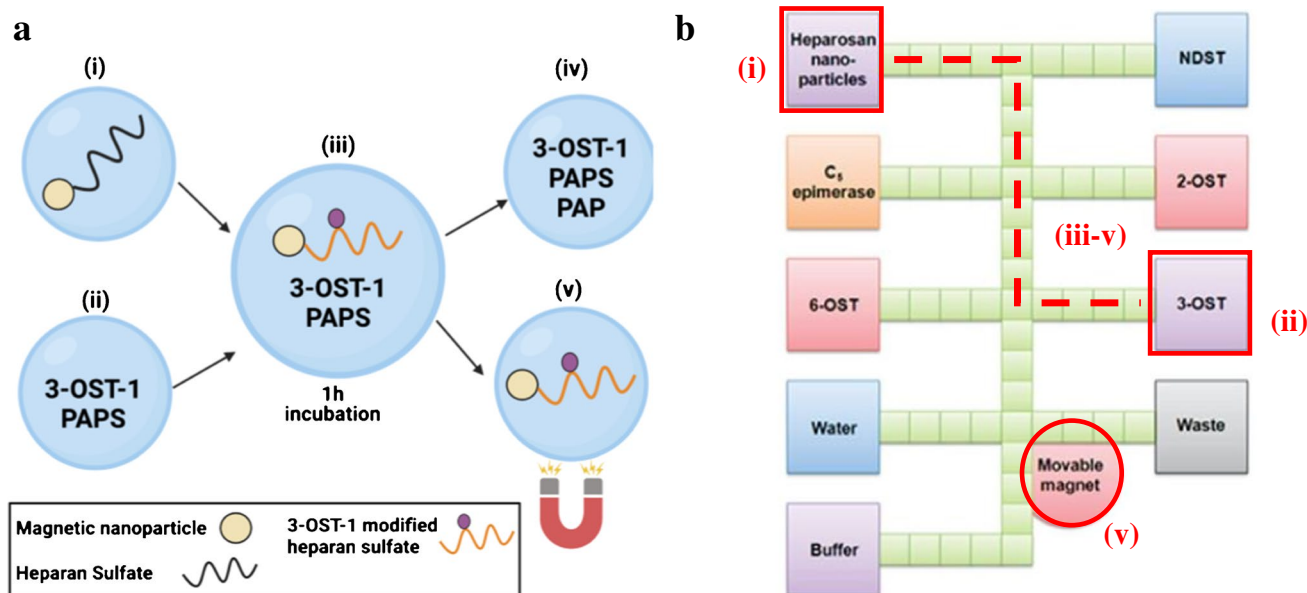 a
(i)
(ii)
3-OST-1
PAPS
(iii)
3-OST-1
PAPS
1h
incubation
(iv)
3-OST-1
PAPS
PAP
(v)
Magnetic nanoparticle
Heparan Sulfate
3-OST-1 modified
heparan sulfate
b
(i)
Heparosan
nano-
particles
NDST
C5
epimerase
2-OST
(iii-v)
6-OST
3-OST
(ii)
Water
Waste
Movable
magnet
(v)
Buffer